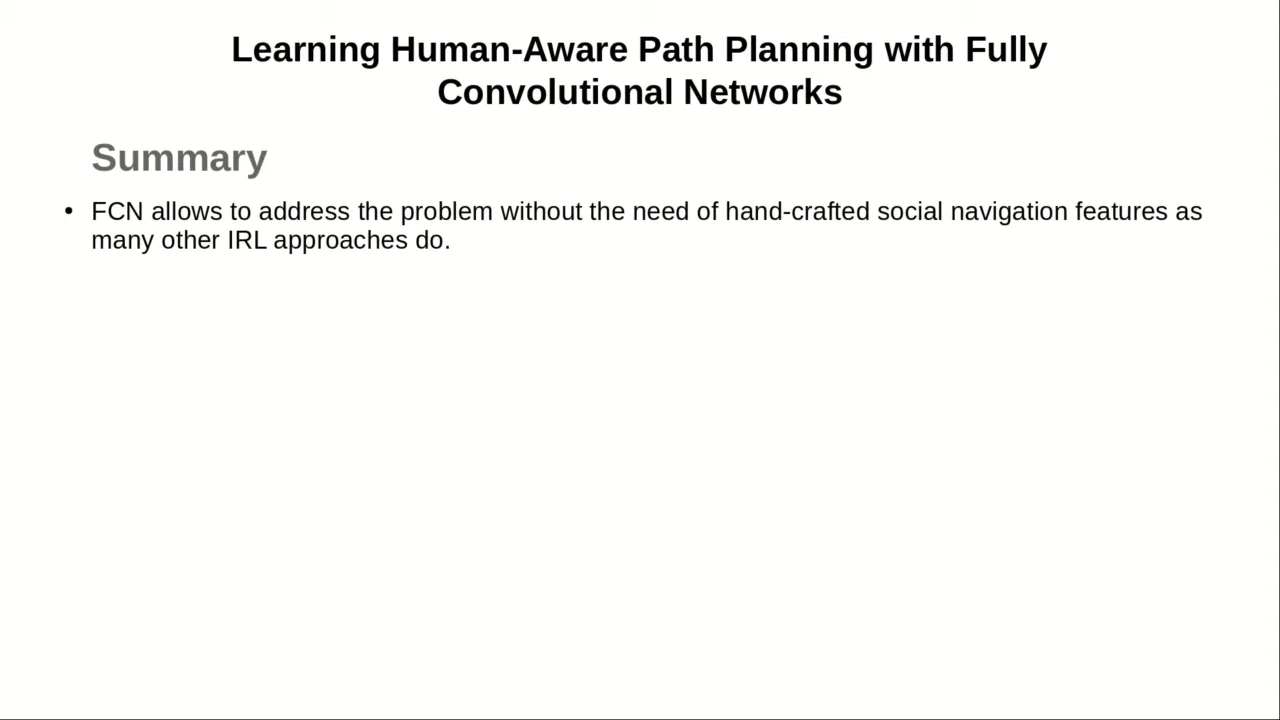 Learning Human-Aware Path Planning with Fully
Convolutional Networks
Summary
• FCN allows to address the problem without the need of hand-crafted social navigation features as
many other IRL approaches do.